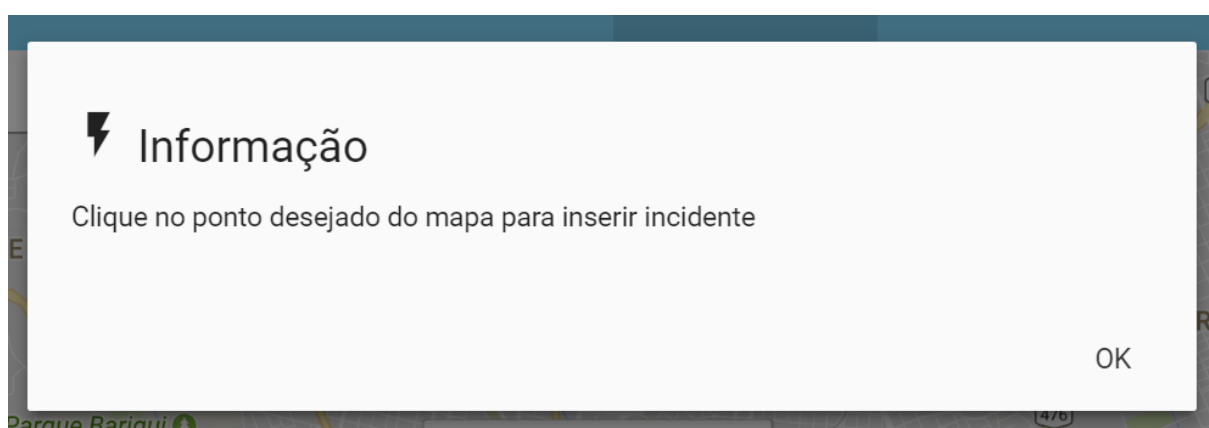 Informação
Clique no ponto desejado do mapa para inserir incidente
E
R
OK
Parque Barigui
476